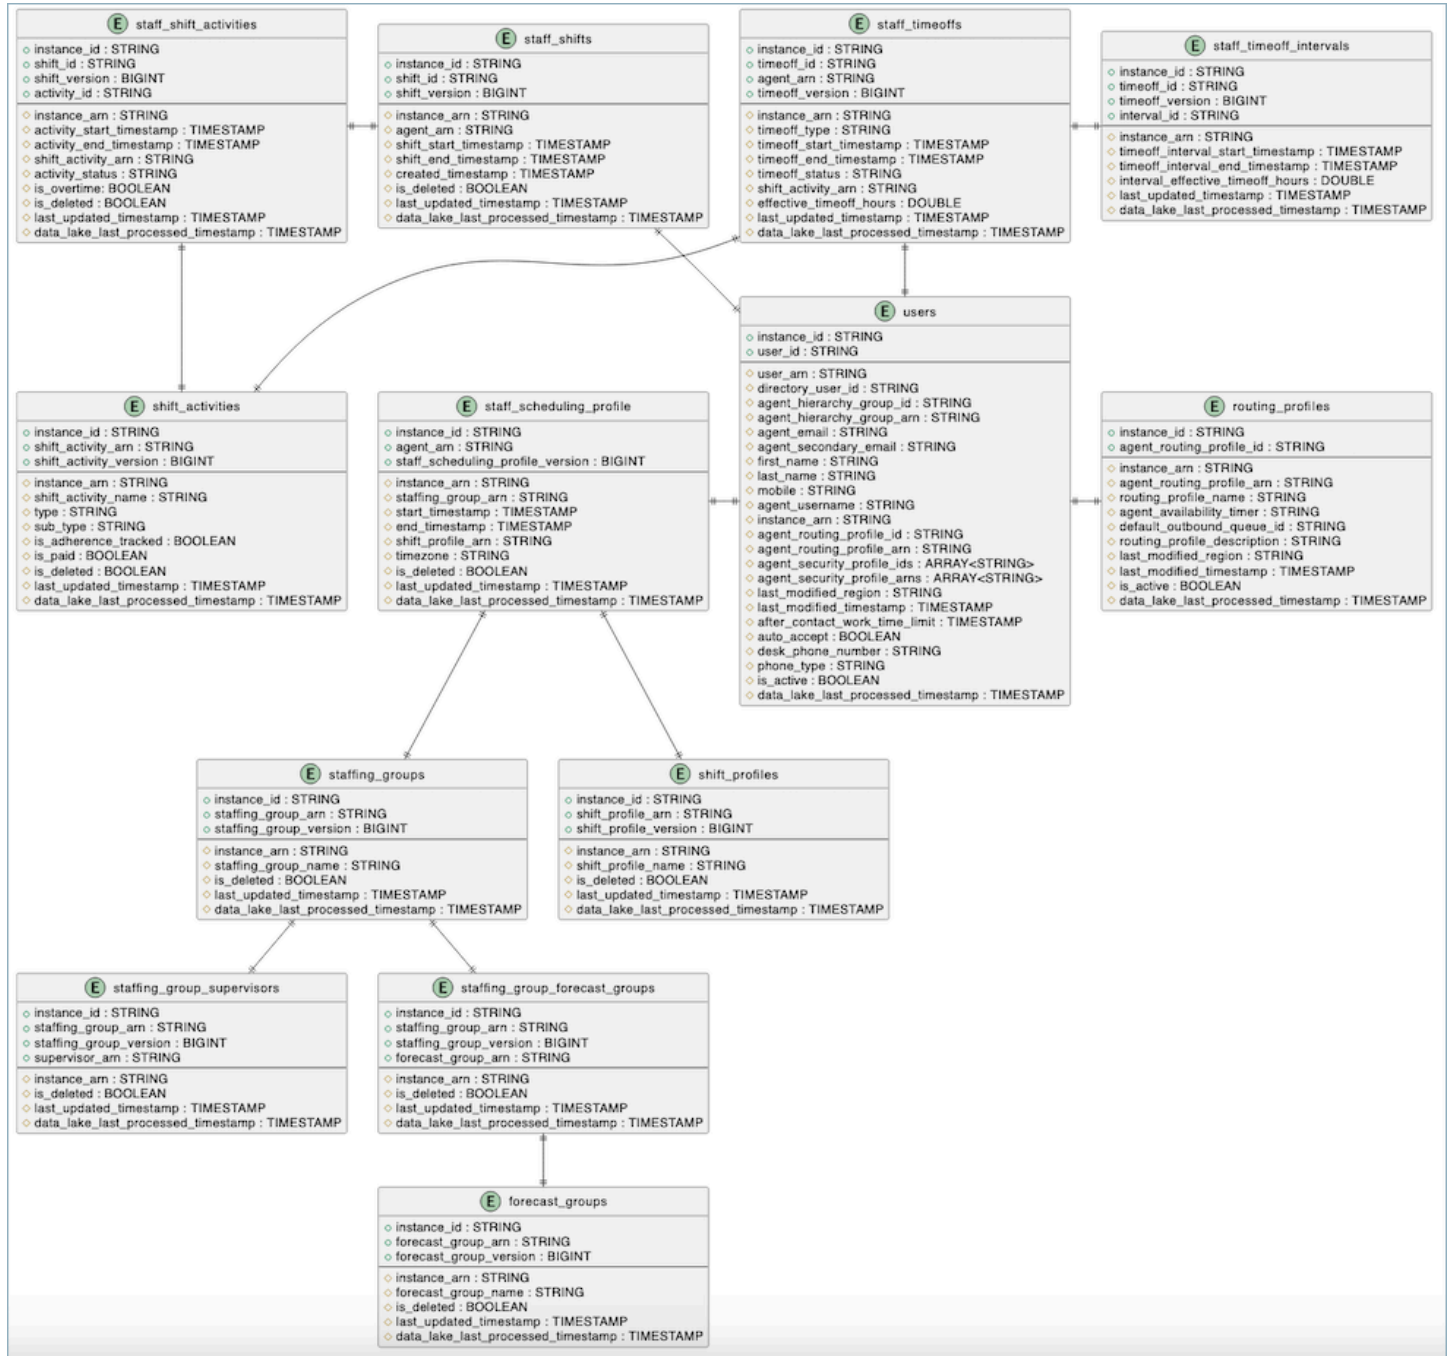 E staff_shift_activities
instance_id : STRING
shift_id : STRING
shift_version : BIGINT
activity_id : STRING
instance_arn : STRING
activity_start_timestamp : TIMESTAMP
activity_end_timestamp : TIMESTAMP
shift_activity_arn : STRING
activity_status : STRING
is_overtime: BOOLEAN
is_deleted : BOOLEAN
last_updated_timestamp : TIMESTAMP
data_lake_last_processed_timestamp : TIMESTAMP
E staff_shifts
instance_id : STRING
shift_id : STRING
shift_version : BIGINT
instance_arn : STRING
agent_arn : STRING
shift_start_timestamp : TIMESTAMP
shift_end_timestamp : TIMESTAMP
created_timestamp : TIMESTAMP
is_deleted : BOOLEAN
last_updated_timestamp : TIMESTAMP
data_lake_last_processed_timestamp : TIMESTAMP
E staff_timeoffs
instance_id : STRING
timeoff_id : STRING
agent_arn : STRING
timeoff_version : BIGINT
instance_arn : STRING
timeoff_type : STRING
timeoff_start_timestamp : TIMESTAMP
timeoff_end_timestamp : TIMESTAMP
timeoff_status : STRING
shift_activity_arn : STRING
effective_timeoff_hours : DOUBLE
last_updated_timestamp : TIMESTAMP
data_lake_last_processed_timestamp : TIMESTAMP
E staff_timeoff_intervals
instance_id : STRING
timeoff_id : STRING
timeoff_version : BIGINT
interval_id : STRING
instance_arn : STRING
timeoff_interval_start_timestamp : TIMESTAMP
timeoff_interval_end_timestamp : TIMESTAMP
interval_effective_timeoff_hours : DOUBLE
last_updated_timestamp : TIMESTAMP
data_lake_last_processed_timestamp : TIMESTAMP
E shift_activities
instance_id : STRING
shift_activity_arn : STRING
shift_activity_version : BIGINT
instance_arn : STRING
shift_activity_name : STRING
type : STRING
sub_type : STRING
is_adherence_tracked : BOOLEAN
is_paid : BOOLEAN
is_deleted : BOOLEAN
last_updated_timestamp : TIMESTAMP
data_lake_last_processed_timestamp : TIMESTAMP
E staff_scheduling_profile
instance_id : STRING
agent_arn : STRING
staff_scheduling_profile_version : BIGINT
instance_arn : STRING
staffing_group_arn : STRING
start_timestamp : TIMESTAMP
end_timestamp : TIMESTAMP
shift_profile_arn : STRING
timezone : STRING
is_deleted : BOOLEAN
last_updated_timestamp : TIMESTAMP
data_lake_last_processed_timestamp : TIMESTAMP
E users
instance_id : STRING
user_id : STRING
user_arn : STRING
directory_user_id : STRING
agent_hierarchy_group_id : STRING
agent_hierarchy_group_arn : STRING
agent_email : STRING
agent_secondary_email : STRING
first_name : STRING
last_name : STRING
mobile : STRING
agent_username : STRING
instance_arn : STRING
agent_routing_profile_id : STRING
agent_routing_profile_arn : STRING
agent_security_profile_ids : ARRAY<STRING>
agent_security_profile_arns : ARRAY<STRING>
last_modified_region : STRING
last_modified_timestamp : TIMESTAMP
after_contact_work_time_limit : TIMESTAMP
auto_accept : BOOLEAN
desk_phone_number : STRING
phone_type : STRING
is_active : BOOLEAN
data_lake_last_processed_timestamp : TIMESTAMP
E routing_profiles
instance_id : STRING
agent_routing_profile_id : STRING
instance_arn : STRING
agent_routing_profile_arn : STRING
routing_profile_name : STRING
agent_availability_timer : STRING
default_outbound_queue_id : STRING
routing_profile_description : STRING
last_modified_region : STRING
last_modified_timestamp : TIMESTAMP
is_active : BOOLEAN
data_lake_last_processed_timestamp : TIMESTAMP
E staffing_groups
instance_id : STRING
staffing_group_arn : STRING
staffing_group_version : BIGINT
instance_arn : STRING
staffing_group_name : STRING
is_deleted : BOOLEAN
last_updated_timestamp : TIMESTAMP
data_lake_last_processed_timestamp : TIMESTAMP
E shift_profiles
instance_id : STRING
shift_profile_arn : STRING
shift_profile_version : BIGINT
instance_arn : STRING
shift_profile_name : STRING
is_deleted : BOOLEAN
last_updated_timestamp : TIMESTAMP
data_lake_last_processed_timestamp : TIMESTAMP
E staffing_group_supervisors
instance_id : STRING
staffing_group_arn : STRING
staffing_group_version : BIGINT
supervisor_arn : STRING
instance_arn : STRING
is_deleted : BOOLEAN
last_updated_timestamp : TIMESTAMP
data_lake_last_processed_timestamp : TIMESTAMP
E staffing_group_forecast_groups
instance_id : STRING
staffing_group_arn : STRING
staffing_group_version : BIGINT
forecast_group_arn : STRING
instance_arn : STRING
is_deleted : BOOLEAN
last_updated_timestamp : TIMESTAMP
data_lake_last_processed_timestamp : TIMESTAMP
E forecast_groups
instance_id : STRING
forecast_group_arn : STRING
forecast_group_version : BIGINT
instance_arn : STRING
forecast_group_name : STRING
is_deleted : BOOLEAN
last_updated_timestamp : TIMESTAMP
data_lake_last_processed_timestamp : TIMESTAMP